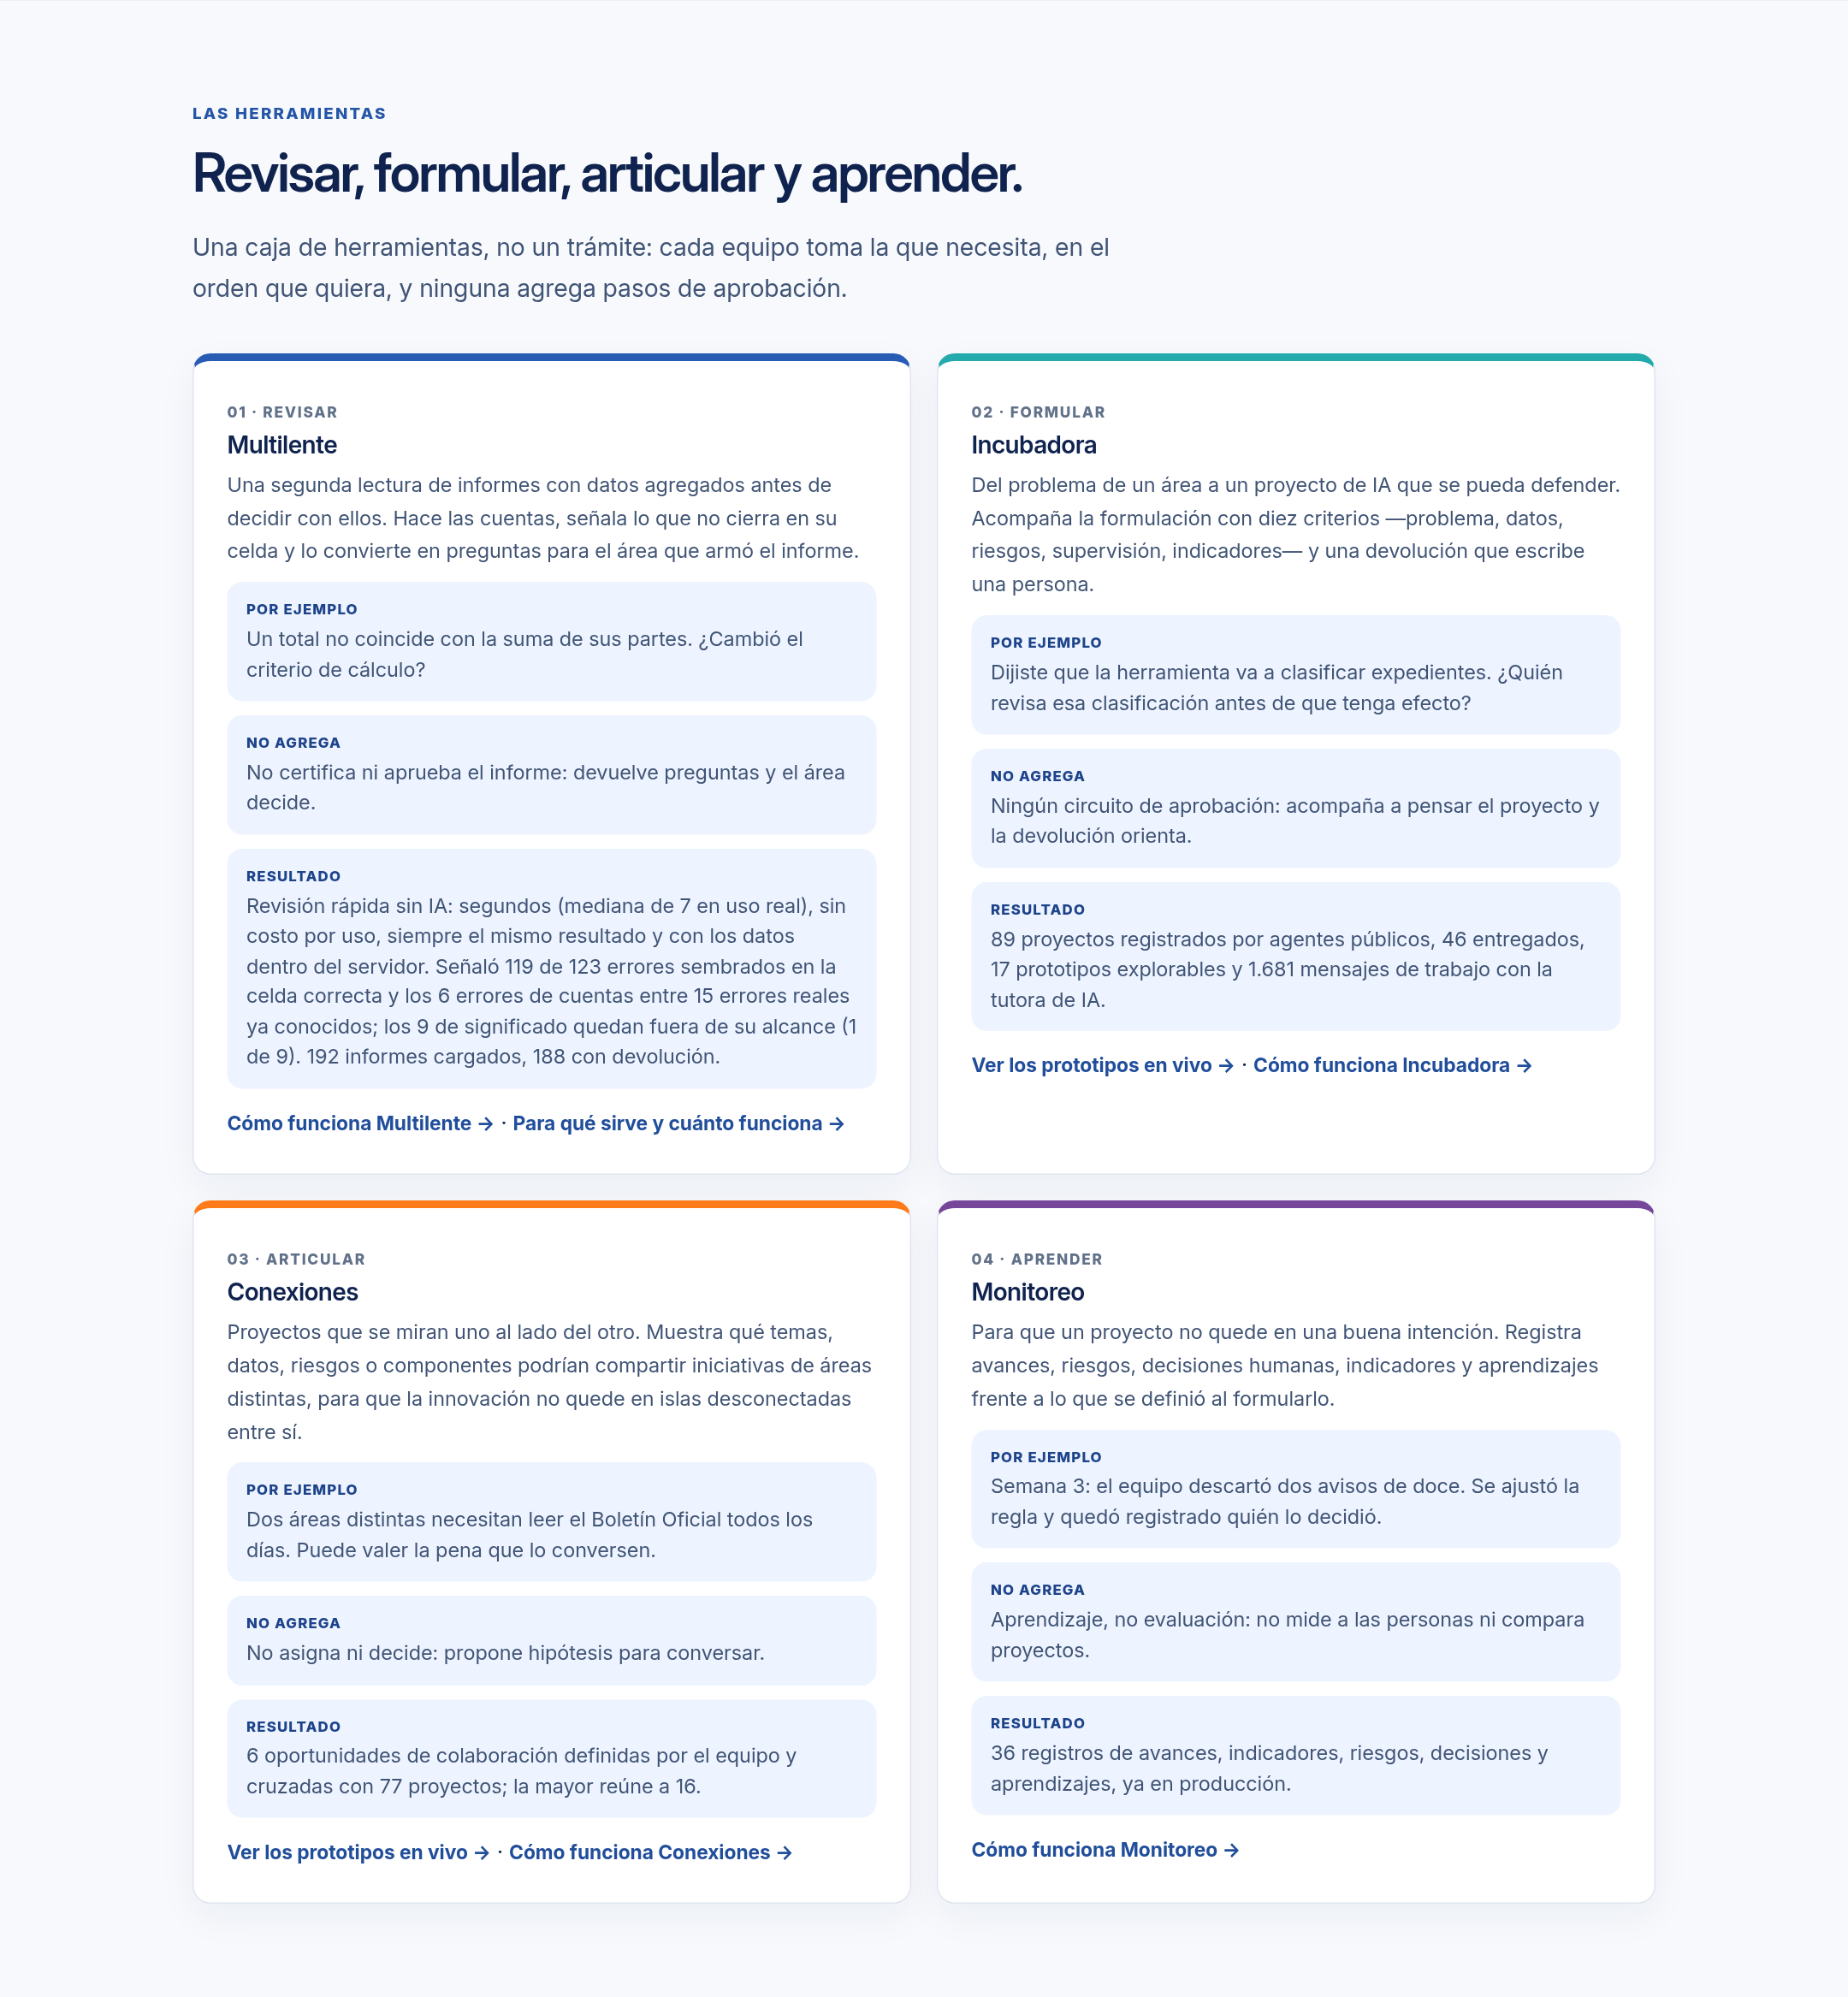 LAS HERRAMIENTAS
Revisar, formular, articular y aprender.
Una caja de herramientas, no un trámite: cada equipo toma la que necesita, en el
orden que quiera, y ninguna agrega pasos de aprobación.
01 · REVISAR
Multilente
Una segunda lectura de informes con datos agregados antes de
decidir con ellos. Hace las cuentas, señala lo que no cierra en su
celda y lo convierte en preguntas para el área que armó el informe.
POR EJEMPLO
Un total no coincide con la suma de sus partes. ¿Cambió el
criterio de cálculo?
NO AGREGA
No certifica ni aprueba el informe: devuelve preguntas y el área
decide.
RESULTADO
Revisión rápida sin IA: segundos (mediana de 7 en uso real), sin
costo por uso, siempre el mismo resultado y con los datos
dentro del servidor. Señaló 119 de 123 errores sembrados en la
celda correcta y los 6 errores de cuentas entre 15 errores reales
ya conocidos; los 9 de significado quedan fuera de su alcance (1
de 9). 192 informes cargados, 188 con devolución.
Cómo funciona Multilente → · Para qué sirve y cuánto funciona →
02 · FORMULAR
Incubadora
Del problema de un área a un proyecto de IA que se pueda defender.
Acompaña la formulación con diez criterios —problema, datos,
riesgos, supervisión, indicadores— y una devolución que escribe
una persona.
POR EJEMPLO
Dijiste que la herramienta va a clasificar expedientes. ¿Quién
revisa esa clasificación antes de que tenga efecto?
NO AGREGA
Ningún circuito de aprobación: acompaña a pensar el proyecto y
la devolución orienta.
RESULTADO
89 proyectos registrados por agentes públicos, 46 entregados,
17 prototipos explorables y 1.681 mensajes de trabajo con la
tutora de IA.
Ver los prototipos en vivo → · Cómo funciona Incubadora →
03 · ARTICULAR
Conexiones
Proyectos que se miran uno al lado del otro. Muestra qué temas,
datos, riesgos o componentes podrían compartir iniciativas de áreas
distintas, para que la innovación no quede en islas desconectadas
entre sí.
POR EJEMPLO
Dos áreas distintas necesitan leer el Boletín Oficial todos los
días. Puede valer la pena que lo conversen.
NO AGREGA
No asigna ni decide: propone hipótesis para conversar.
RESULTADO
6 oportunidades de colaboración definidas por el equipo y
cruzadas con 77 proyectos; la mayor reúne a 16.
Ver los prototipos en vivo → · Cómo funciona Conexiones →
04 · APRENDER
Monitoreo
Para que un proyecto no quede en una buena intención. Registra
avances, riesgos, decisiones humanas, indicadores y aprendizajes
frente a lo que se definió al formularlo.
POR EJEMPLO
Semana 3: el equipo descartó dos avisos de doce. Se ajustó la
regla y quedó registrado quién lo decidió.
NO AGREGA
Aprendizaje, no evaluación: no mide a las personas ni compara
proyectos.
RESULTADO
36 registros de avances, indicadores, riesgos, decisiones y
aprendizajes, ya en producción.
Cómo funciona Monitoreo →